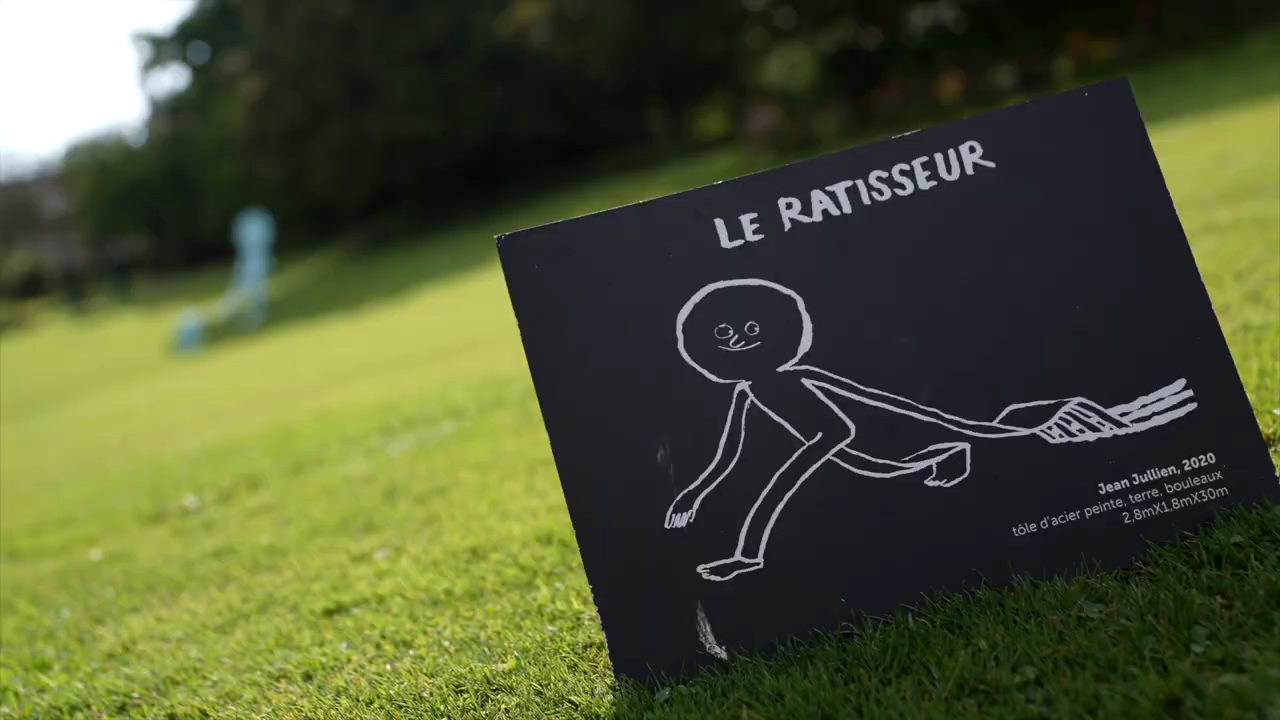 LE RATISSEUR
Jean Jullien, 2020
tôle d'acier peinte, terre, bouleaux
2,8mX1,8mX30m